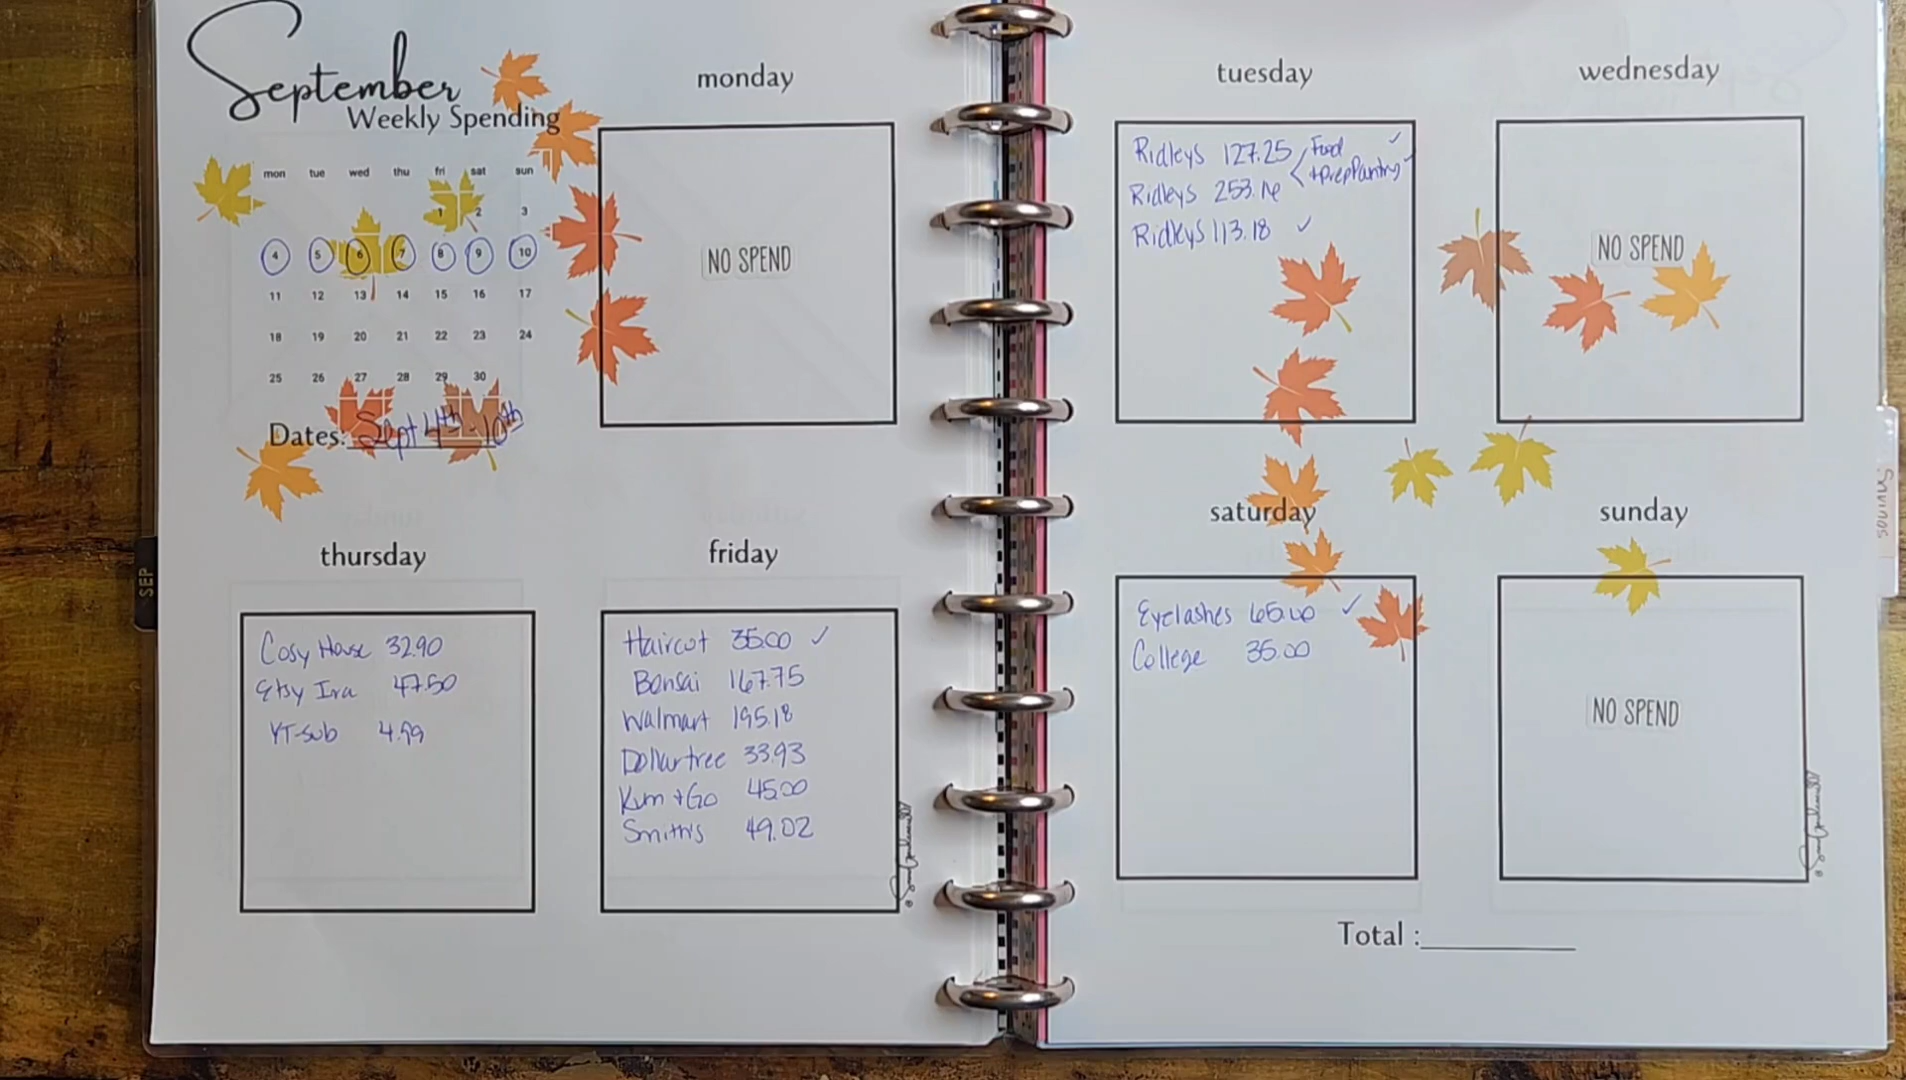 September
Weekly Spending
mon tue wed thu fri sat sun
1 2 3
4 5 6 7 8 9 10
11 12 13 14 15 16 17
18 19 20 21 22 23 24
25 26 27 28 29 30
Dates: Sept 4th - 10th
monday
NO SPEND
thursday
Cosy House 32.90
Etsy Ira 47.50
YT-sub 4.99
friday
Haircut 35.00 ✓
Bonsai 167.75
Walmart 195.18
Dollartree 33.93
Kum + Go 45.00
Smith's 49.02
SEP
tuesday
Ridleys 127.25 Food ✓
+PrepPantry ✓
Ridleys 253.14
Ridleys 113.18 ✓
wednesday
NO SPEND
saturday
Eyelashes 65.00 ✓
College 35.00
sunday
NO SPEND
Total :
Savings